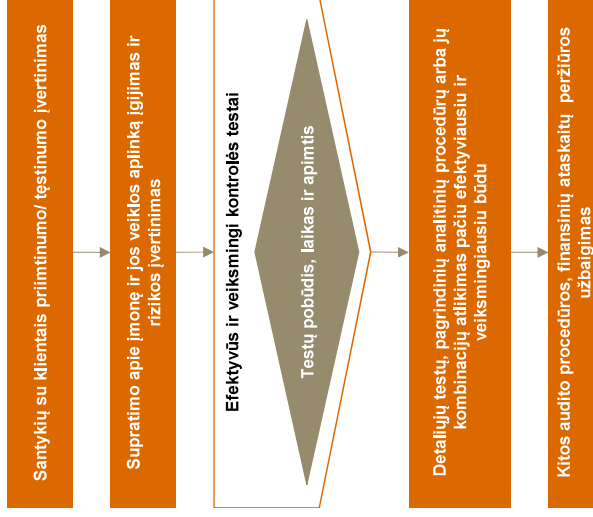 Santykių su klientais priimtinumo/ tęstinumo įvertinimas
Supratimo apie įmonę ir jos veiklos aplinką įgijimas ir
rizikos įvertinimas
Efektyvūs ir veiksmingi kontrolės testai
Testų pobūdis, laikas ir apimtis
Detaliųjų testų, pagrindinių analitinių procedūrų arba jų
kombinacijų atlikimas pačiu efektyviausiu ir
veiksmingiausiu būdu
Kitos audito procedūros, finansinių ataskaitų peržiūros
užbaigimas